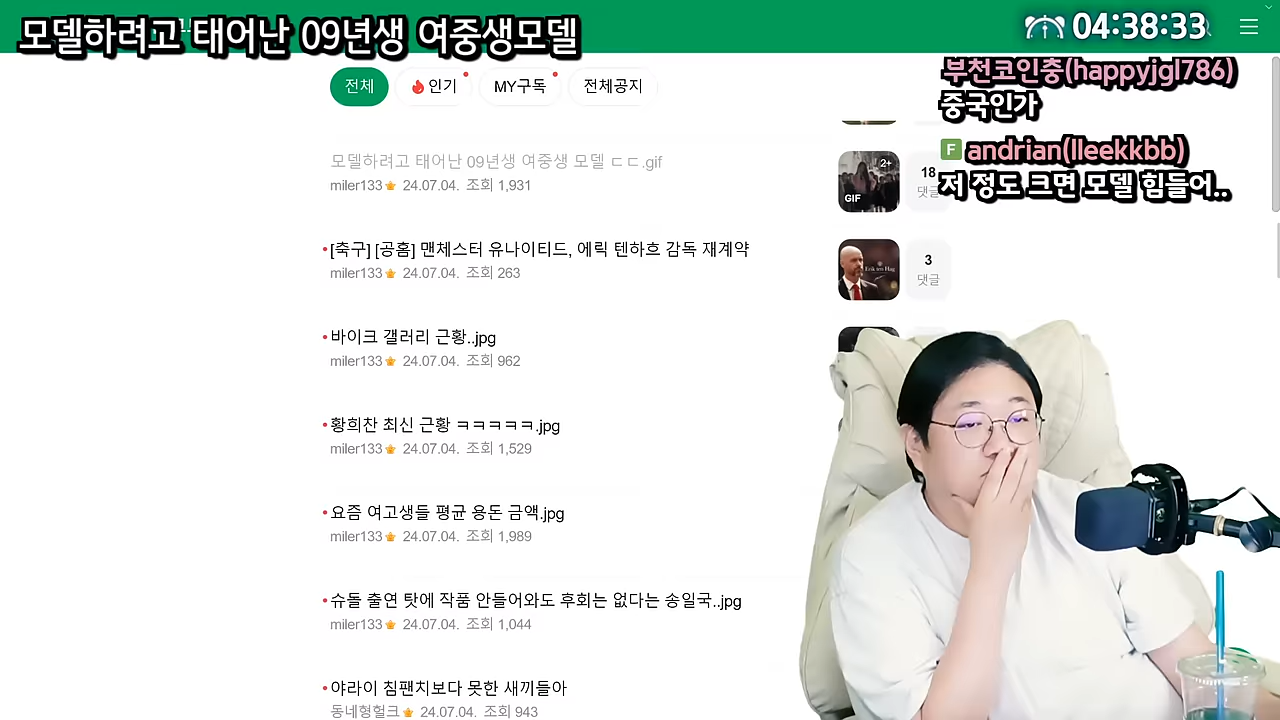 모델하려고 태어난 09년생 여중생모델
04:38:33
전체
인기
MY구독
전체공지
부천코인충(happyjgl786)
중국인가
F andrian(lleekkbb)
저 정도 크면 모델 힘들어..
모델하려고 태어난 09년생 여중생 모델 ㄷㄷ.gif
miler133 24.07.04. 조회 1,931
2+
GIF
18
댓글
[축구] [공홈] 맨체스터 유나이티드, 에릭 텐하흐 감독 재계약
miler133 24.07.04. 조회 263
Erik ten Hag
3
댓글
바이크 갤러리 근황..jpg
miler133 24.07.04. 조회 962
황희찬 최신 근황 ㅋㅋㅋㅋㅋ.jpg
miler133 24.07.04. 조회 1,529
요즘 여고생들 평균 용돈 금액.jpg
miler133 24.07.04. 조회 1,989
슈돌 출연 탓에 작품 안들어와도 후회는 없다는 송일국..jpg
miler133 24.07.04. 조회 1,044
야라이 침팬치보다 못한 새끼들아
동네형헐크 24.07.04. 조회 943